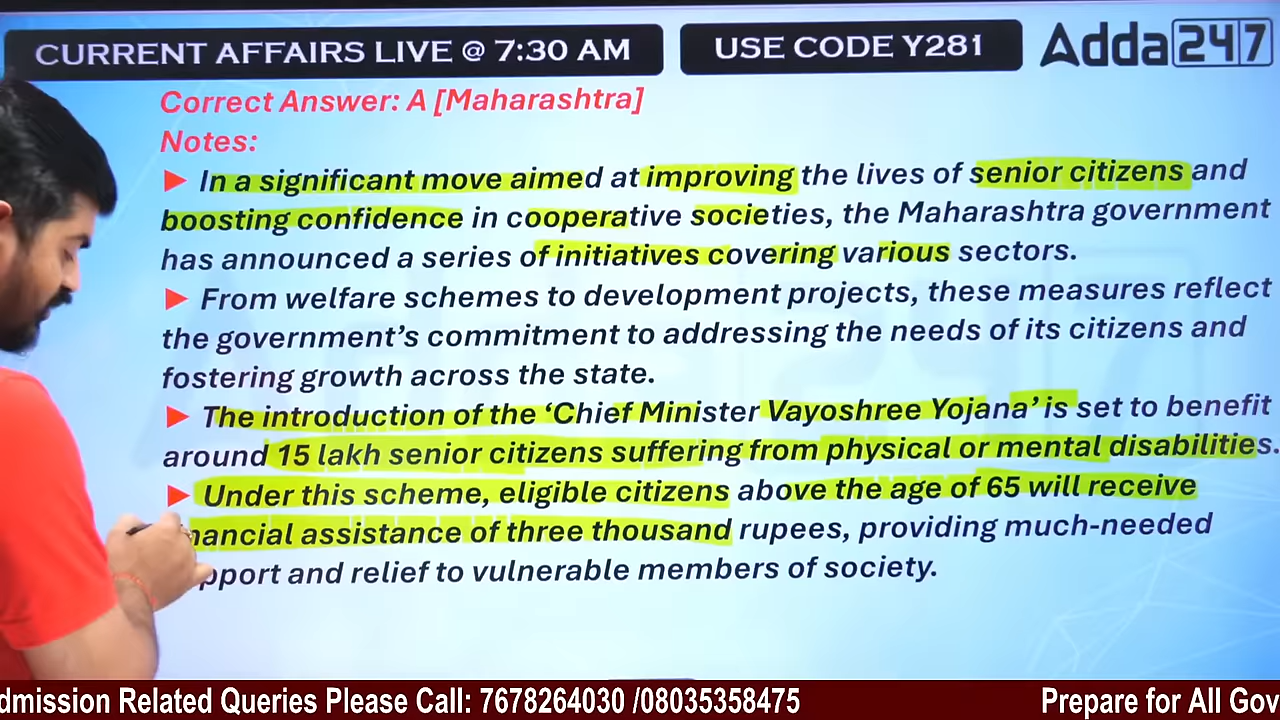 CURRENT AFFAIRS LIVE @ 7:30 AM
USE CODE Y281
Adda 247
Correct Answer: A [Maharashtra]
Notes:
► In a significant move aimed at improving the lives of senior citizens and
boosting confidence in cooperative societies, the Maharashtra government
has announced a series of initiatives covering various sectors.
► From welfare schemes to development projects, these measures reflect
the government’s commitment to addressing the needs of its citizens and
fostering growth across the state.
► The introduction of the ‘Chief Minister Vayoshree Yojana’ is set to benefit
around 15 lakh senior citizens suffering from physical or mental disabilities.
► Under this scheme, eligible citizens above the age of 65 will receive
nancial assistance of three thousand rupees, providing much-needed
pport and relief to vulnerable members of society.
dmission Related Queries Please Call: 7678264030 /08035358475
Prepare for All Gov